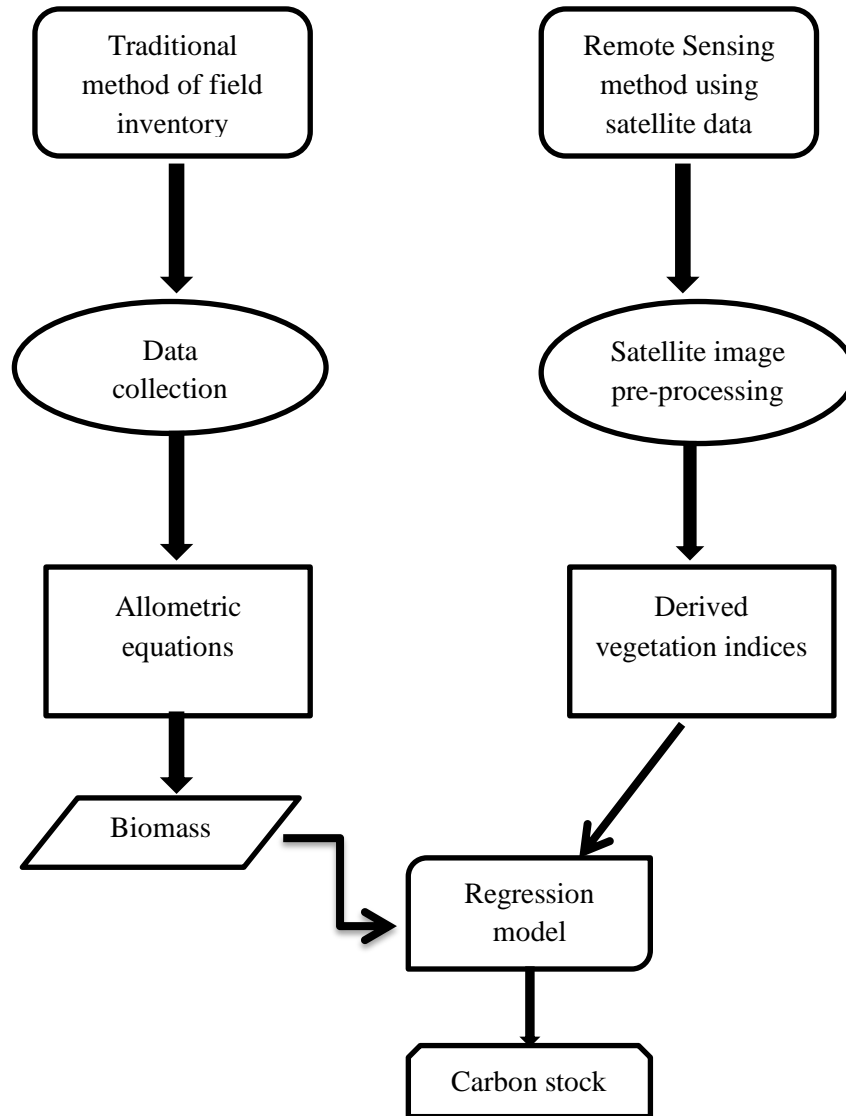 Traditional
method of field
inventory
Remote Sensing
method using
satellite data
Data
collection
Satellite image
pre-processing
Allometric
equations
Derived
vegetation indices
Biomass
Regression
model
Carbon stock